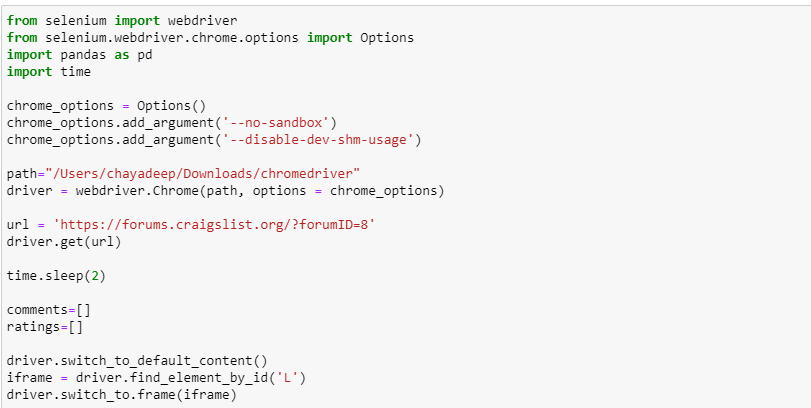 from selenium import webdriver
from selenium.webdriver.chrome.options import Options
import pandas as pd
import time
chrome_options = Options()
chrome_options.add_argument('--no-sandbox')
chrome_options.add_argument('--disable-dev-shm-usage')
path="/Users/chayadeep/Downloads/chromedriver"
driver = webdriver.Chrome(path, options = chrome_options)
url = 'https://forums.craigslist.org/?forumID=8'
driver.get(url)
time.sleep(2)
comments=[]
ratings=[]
driver.switch_to_default_content()
iframe = driver.find_element_by_id('L')
driver.switch_to.frame(iframe)